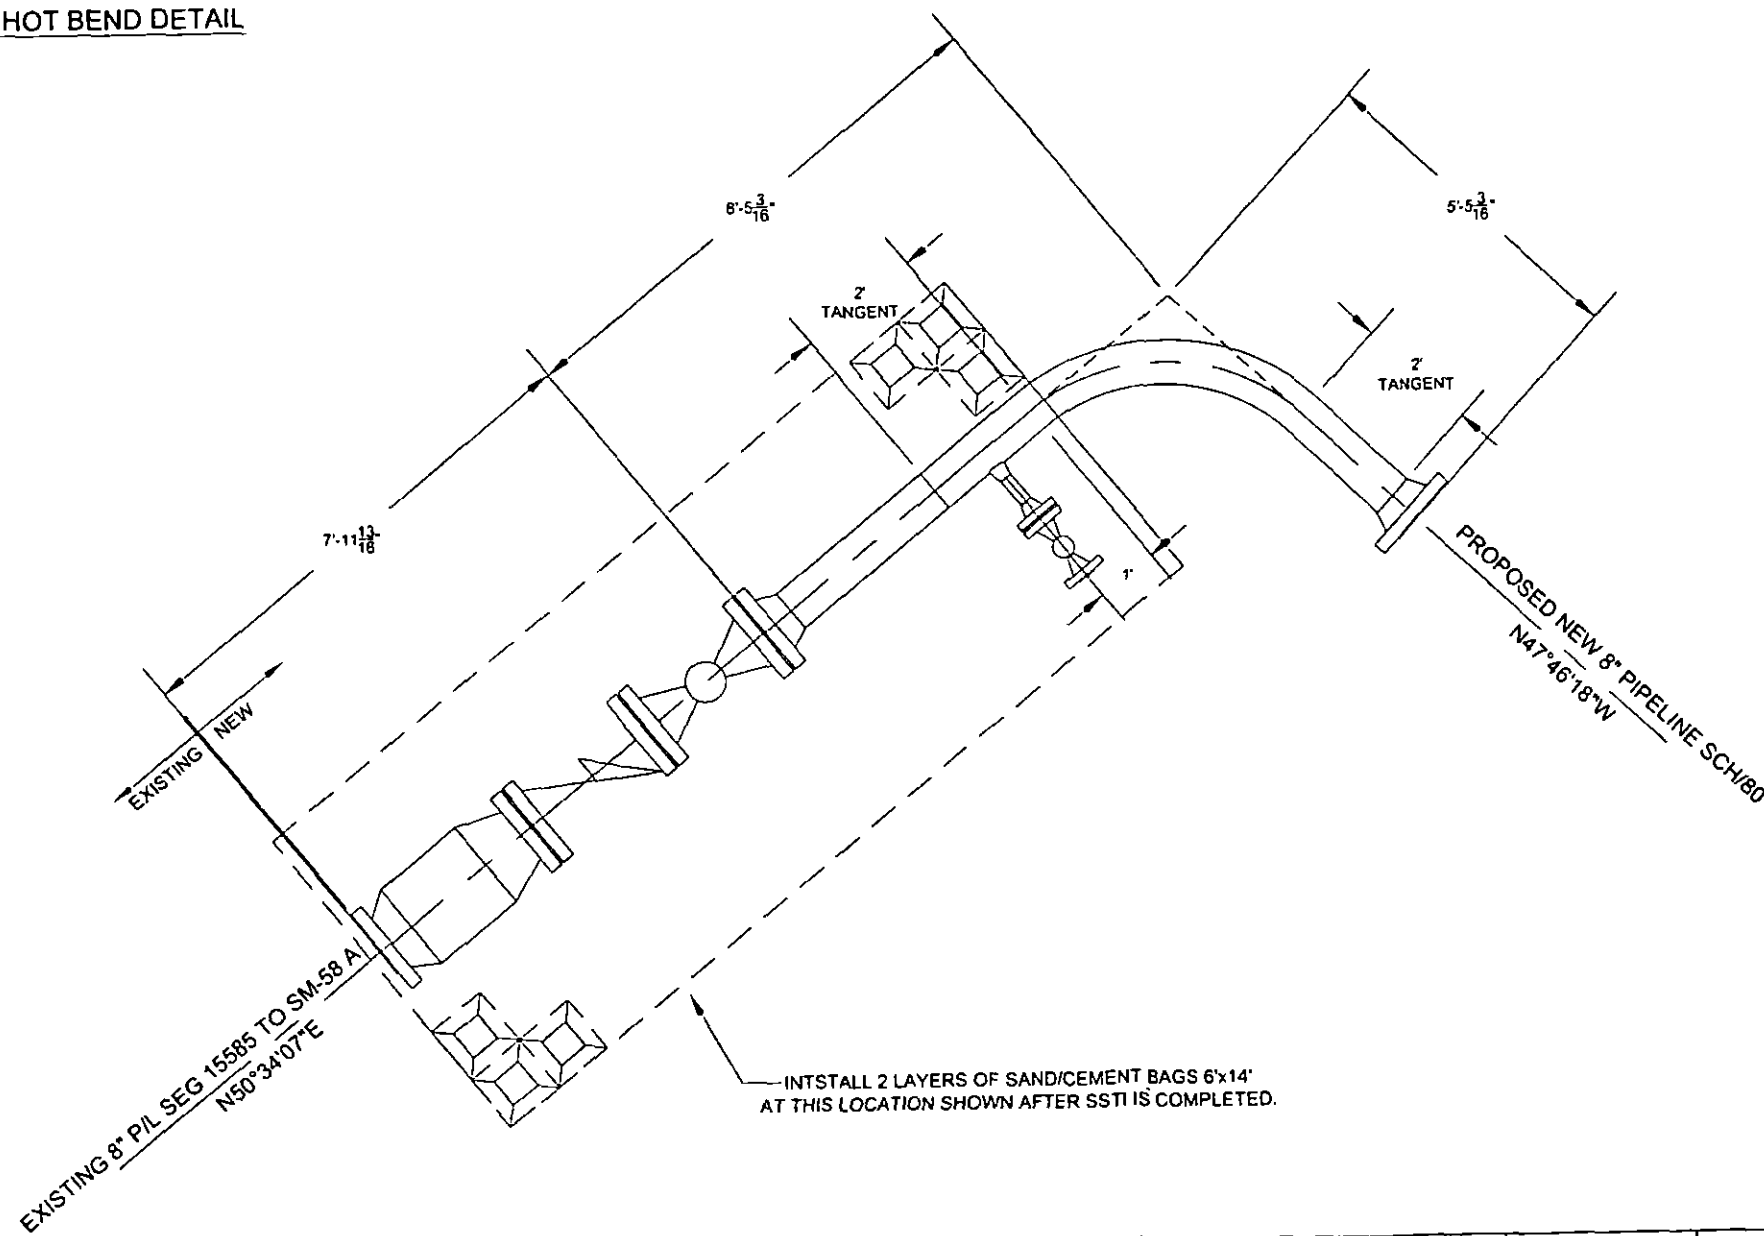 HOT BEND DETAIL
6'-5 3/16"
5'-5 3/16"
2'
TANGENT
2'
TANGENT
7'-11 13/16"
1'
NEW
EXISTING
PROPOSED NEW 8" PIPELINE SCH/80
N47°46'18"W
EXISTING 8" P/L SEG 15585 TO SM-58 A
N50°34'07"E
INTSTALL 2 LAYERS OF SAND/CEMENT BAGS 6'x14'
AT THIS LOCATION SHOWN AFTER SSTI IS COMPLETED.